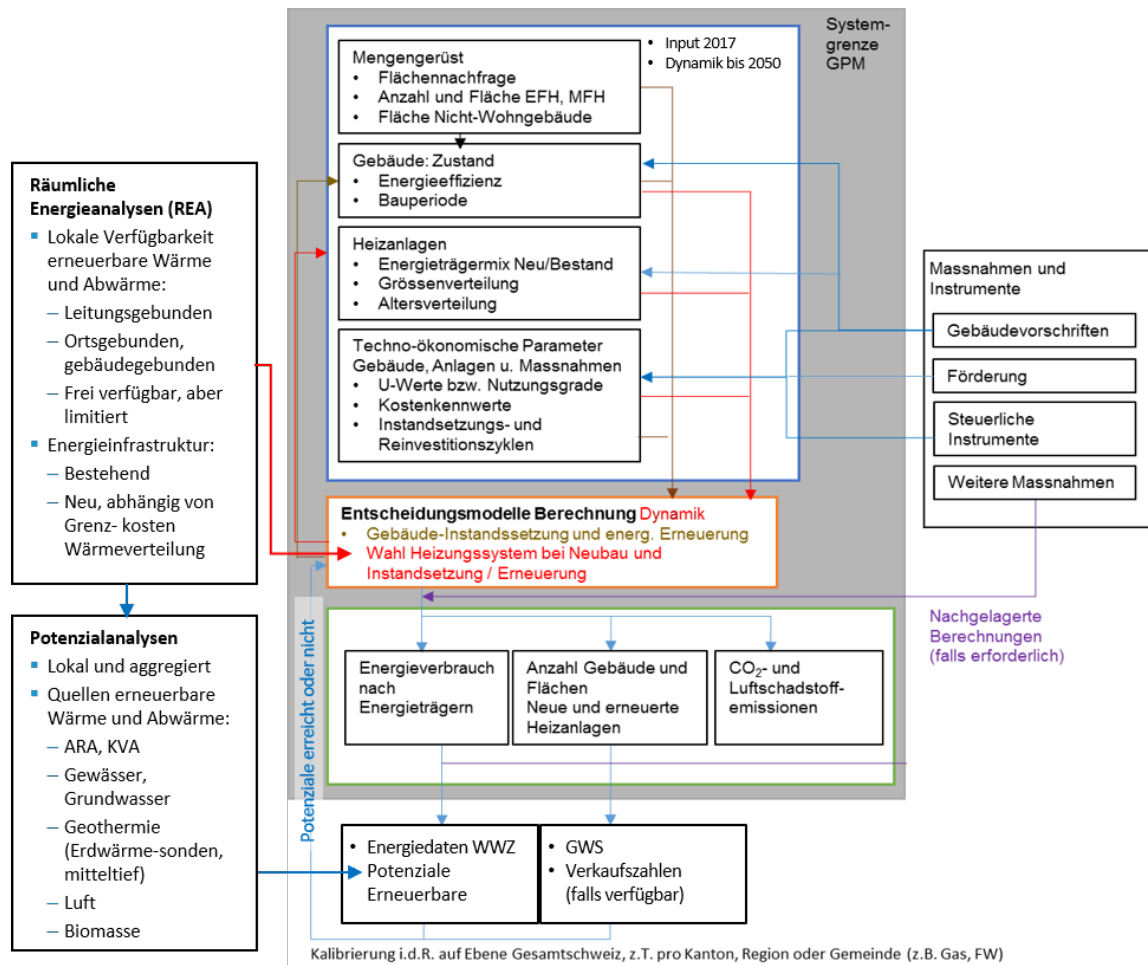 System-
grenze
GPM
• Input 2017
• Dynamik bis 2050
Mengengerüst
• Flächennachfrage
• Anzahl und Fläche EFH, MFH
• Fläche Nicht-Wohngebäude
Gebäude: Zustand
• Energieeffizienz
• Bauperiode
Heizanlagen
• Energieträgermix Neu/Bestand
• Grössenverteilung
• Altersverteilung
Techno-ökonomische Parameter
Gebäude, Anlagen u. Massnahmen
• U-Werte bzw. Nutzungsgrade
• Kostenkennwerte
• Instandsetzungs- und
Reinvestitionszyklen
Räumliche
Energieanalysen (REA)
▪ Lokale Verfügbarkeit
erneuerbare Wärme
und Abwärme:
– Leitungsgebunden
– Ortsgebunden,
gebäudegebunden
– Frei verfügbar, aber
limitiert
▪ Energieinfrastruktur:
– Bestehend
– Neu, abhängig von
Grenz- kosten
Wärmeverteilung
Massnahmen und
Instrumente
Gebäudevorschriften
Förderung
Steuerliche
Instrumente
Weitere Massnahmen
Entscheidungsmodelle Berechnung Dynamik
• Gebäude-Instandssetzung und energ. Erneuerung
• Wahl Heizungssystem bei Neubau und
Instandsetzung / Erneuerung
Nachgelagerte
Berechnungen
(falls erforderlich)
Potenziale erreicht oder nicht
Energieverbrauch
nach
Energieträgern
Anzahl Gebäude und
Flächen
Neue und erneuerte
Heizanlagen
CO₂- und
Luftschadstoff-
emissionen
Potenzialanalysen
▪ Lokal und aggregiert
▪ Quellen erneuerbare
Wärme und Abwärme:
– ARA, KVA
– Gewässer,
Grundwasser
– Geothermie
(Erdwärme-sonden,
mitteltief)
– Luft
– Biomasse
• Energiedaten WWZ
• Potenziale
Erneuerbare
• GWS
• Verkaufszahlen
(falls verfügbar)
Kalibrierung i.d.R. auf Ebene Gesamtschweiz, z.T. pro Kanton, Region oder Gemeinde (z.B. Gas, FW)